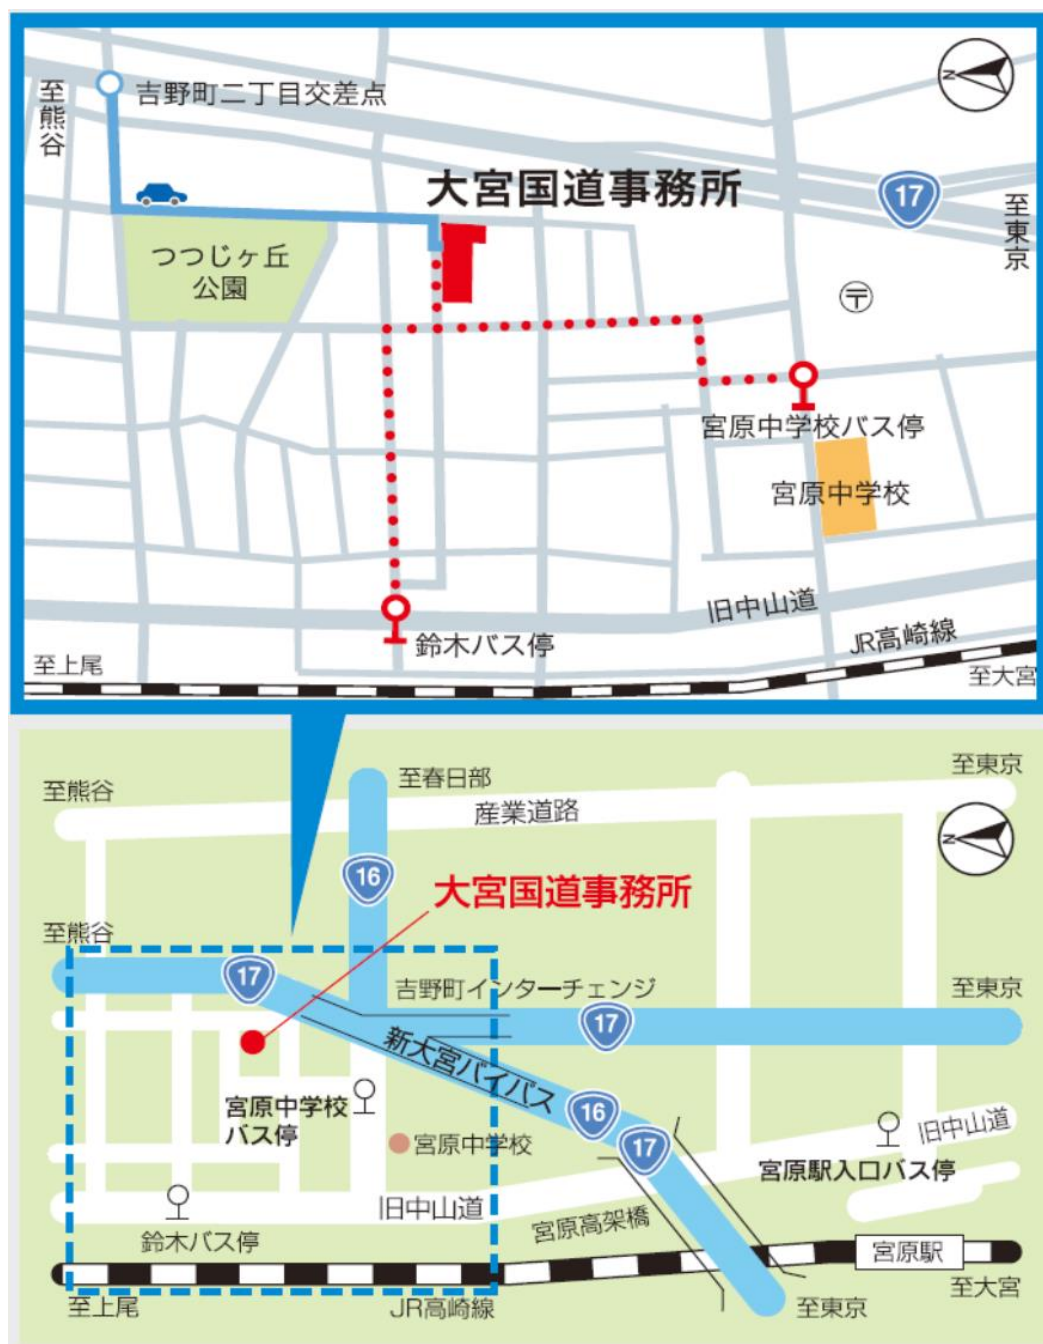 至熊谷
吉野町二丁目交差点
N
大宮国道事務所
17
至東京
つつじヶ丘
公園
〒
宮原中学校バス停
宮原中学校
旧中山道
鈴木バス停
JR高崎線
至上尾
至大宮
至熊谷
至春日部
産業道路
至東京
N
16
大宮国道事務所
至熊谷
17
吉野町インターチェンジ
至東京
17
新大宮バイパス
宮原中学校
バス停
16
17
宮原中学校
旧中山道
宮原駅入口バス停
旧中山道
宮原高架橋
鈴木バス停
宮原駅
至上尾
JR高崎線
至東京
至大宮